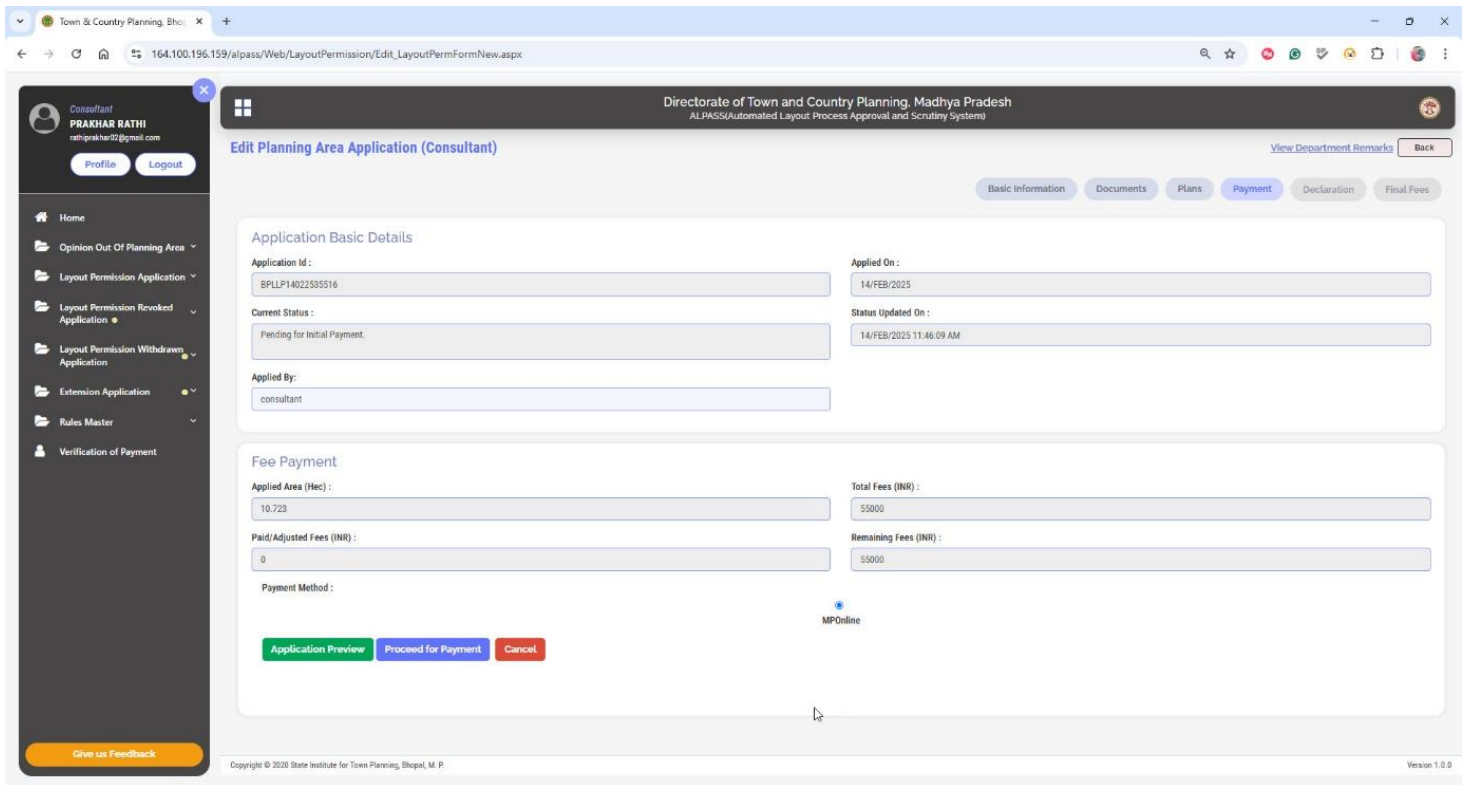 Town & Country Planning, Bhop
164.100.196.159/alpass/Web/LayoutPermission/Edit_LayoutPermFormNew.aspx
Consultant
PRAKHAR RATHI
rathiprakhar02@gmail.com
Profile
Logout
Home
Opinion Out Of Planning Area
Layout Permission Application
Layout Permission Revoked
Application
Layout Permission Withdrawn
Application
Extension Application
Rules Master
Verification of Payment
Give us Feedback
Directorate of Town and Country Planning, Madhya Pradesh
ALPASS(Automated Layout Process Approval and Scrutiny System)
Edit Planning Area Application (Consultant)
View Department Remarks
Back
Basic Information
Documents
Plans
Payment
Declaration
Final Fees
Application Basic Details
Application Id :
BPLLP14022535516
Applied On :
14/FEB/2025
Current Status :
Pending for Initial Payment.
Status Updated On :
14/FEB/2025 11:46:09 AM
Applied By:
consultant
Fee Payment
Applied Area (Hec) :
10.723
Total Fees (INR) :
55000
Paid/Adjusted Fees (INR) :
0
Remaining Fees (INR) :
55000
Payment Method :
MPOnline
Application Preview
Proceed for Payment
Cancel
Copyright © 2020 State Institute for Town Planning, Bhopal, M. P.
Version 1.0.0